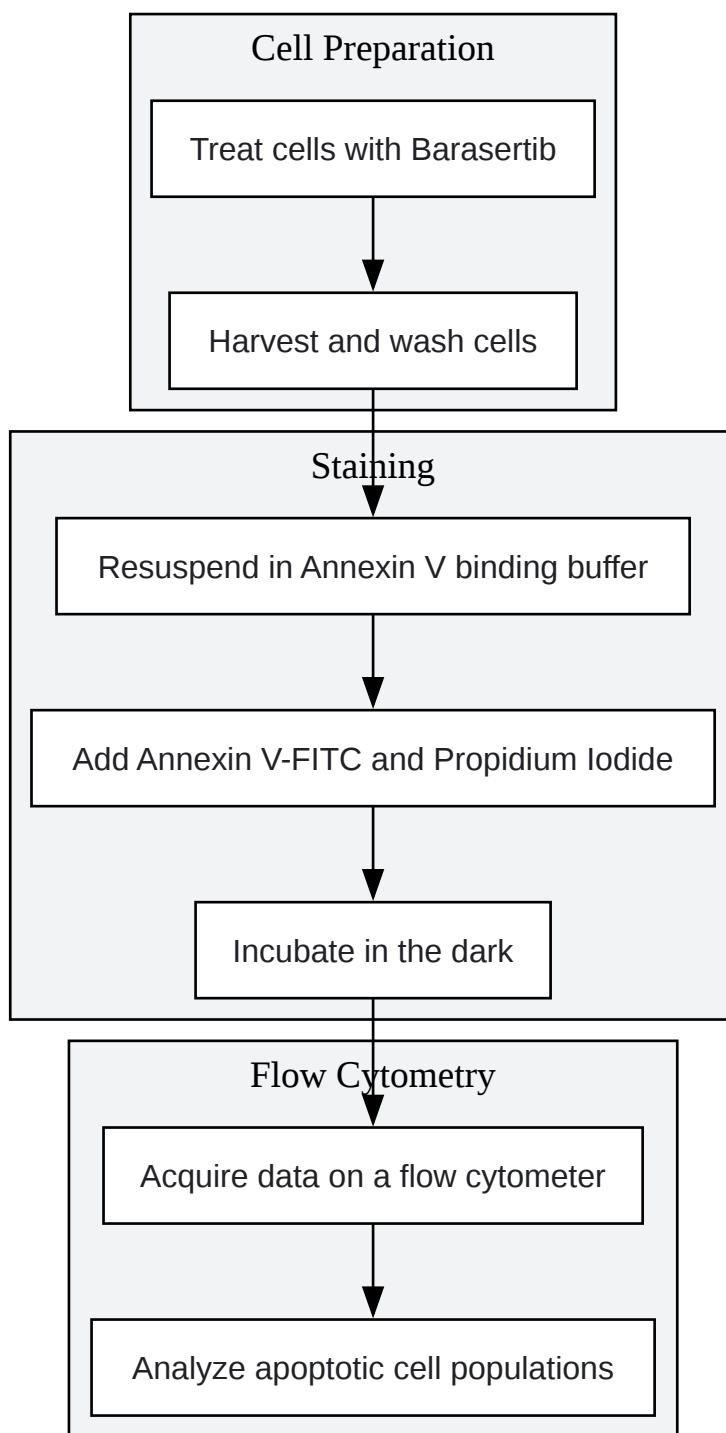 Cell Preparation
Treat cells with Barasertib
Harvest and wash cells
Staining
Resuspend in Annexin V binding buffer
Add Annexin V-FITC and Propidium Iodide
Incubate in the dark
Flow Cytometry
Acquire data on a flow cytometer
Analyze apoptotic cell populations